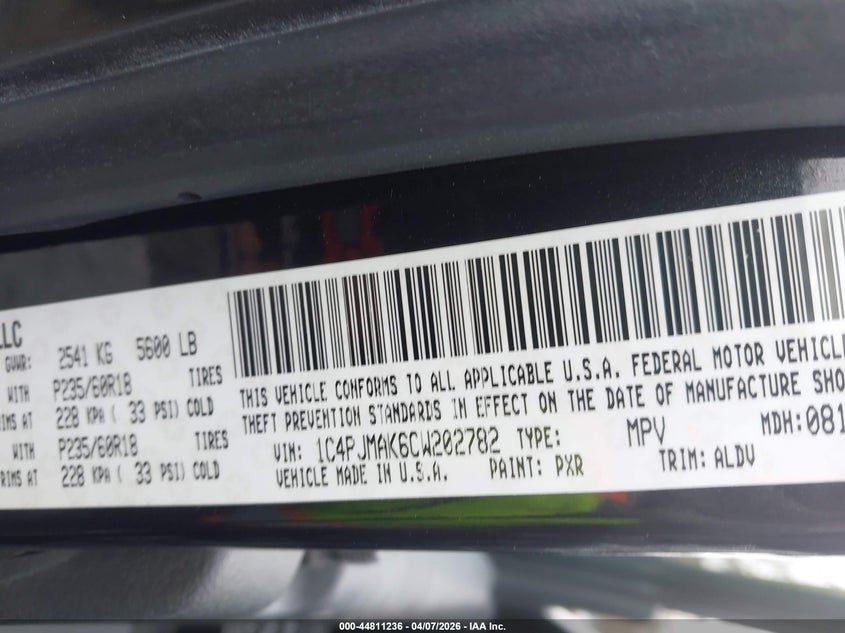 LLC
GVWR: 2541 KG 5600 LB
WITH P235/60R18 TIRES
RIMS AT 228 KPA ( 33 PSI) COLD
WITH P235/60R18 TIRES
RIMS AT 228 KPA ( 33 PSI) COLD
THIS VEHICLE CONFORMS TO ALL APPLICABLE U.S.A. FEDERAL MOTOR VEHICLE
THEFT PREVENTION STANDARDS IN EFFECT ON THE DATE OF MANUFACTURE SHO
VIN: 1C4PJMAK6CW202782 TYPE: MPV MDH:081
VEHICLE MADE IN U.S.A. PAINT: PXR TRIM: ALDV
000-44811236 - 04/07/2026 - IAA Inc.